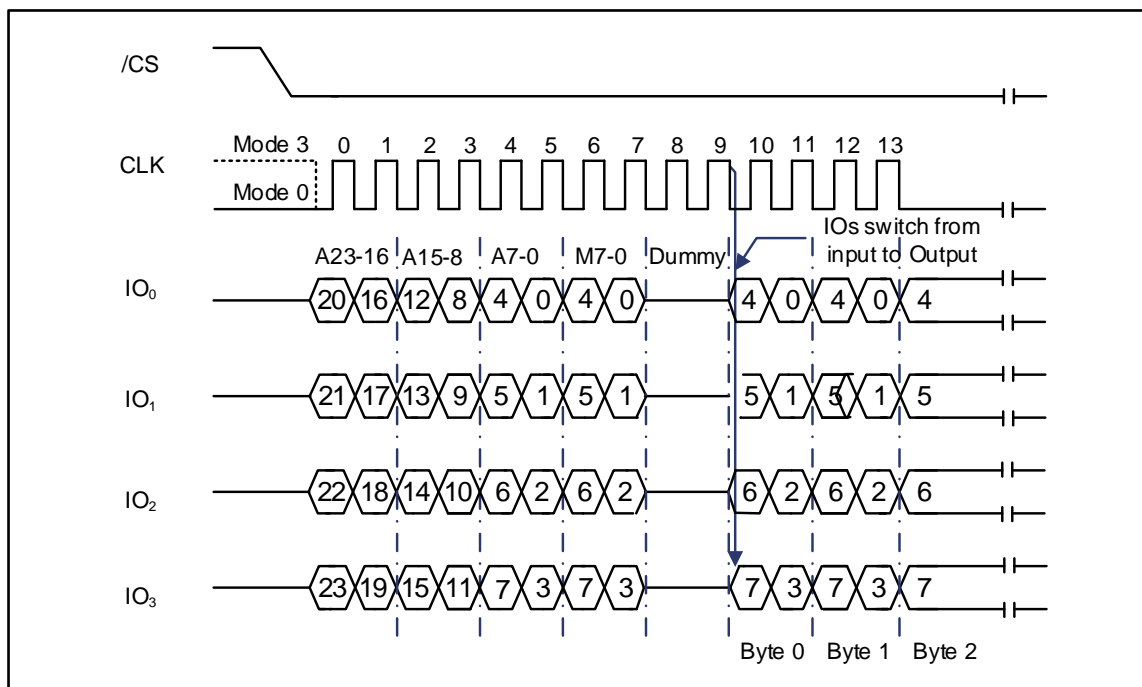 /CS
Mode 3 0 1 2 3 4 5 6 7 8 9 10 11 12 13
CLK
Mode 0
IOs switch from
input to Output
A23-16 A15-8 A7-0 M7-0 Dummy
IO0 20 16 12 8 4 0 4 0 4 0 4 0 4
IO1 21 17 13 9 5 1 5 1 5 1 5 1 5
IO2 22 18 14 10 6 2 6 2 6 2 6 2 6
IO3 23 19 15 11 7 3 7 3 7 3 7 3 7
Byte 0 Byte 1 Byte 2